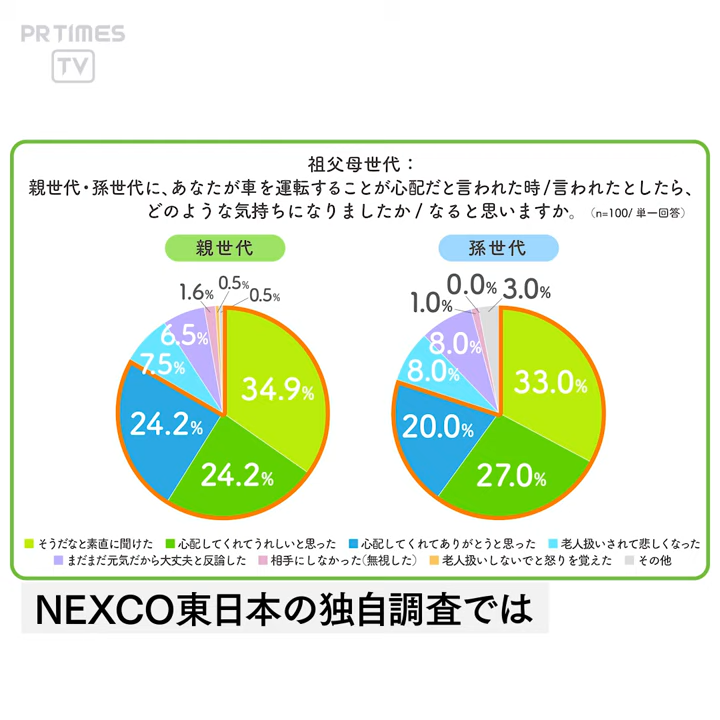 PR TIMES
TV
祖父母世代：
親世代・孫世代に、あなたが車を運転することが心配だと言われた時/言われたとしたら、
どのような気持ちになりましたか/なると思いますか。（n=100/単一回答）
親世代
孫世代
1.6%
0.5%
0.5%
6.5%
7.5%
34.9%
24.2%
24.2%
1.0%
0.0%
3.0%
8.0%
8.0%
33.0%
20.0%
27.0%
そうだなと素直に聞けた 心配してくれてうれしいと思った 心配してくれてありがとうと思った 老人扱いされて悲しくなった
まだまだ元気だから大丈夫と反論した 相手にしなかった（無視した） 老人扱いしないでと怒りを覚えた その他
NEXCO東日本の独自調査では